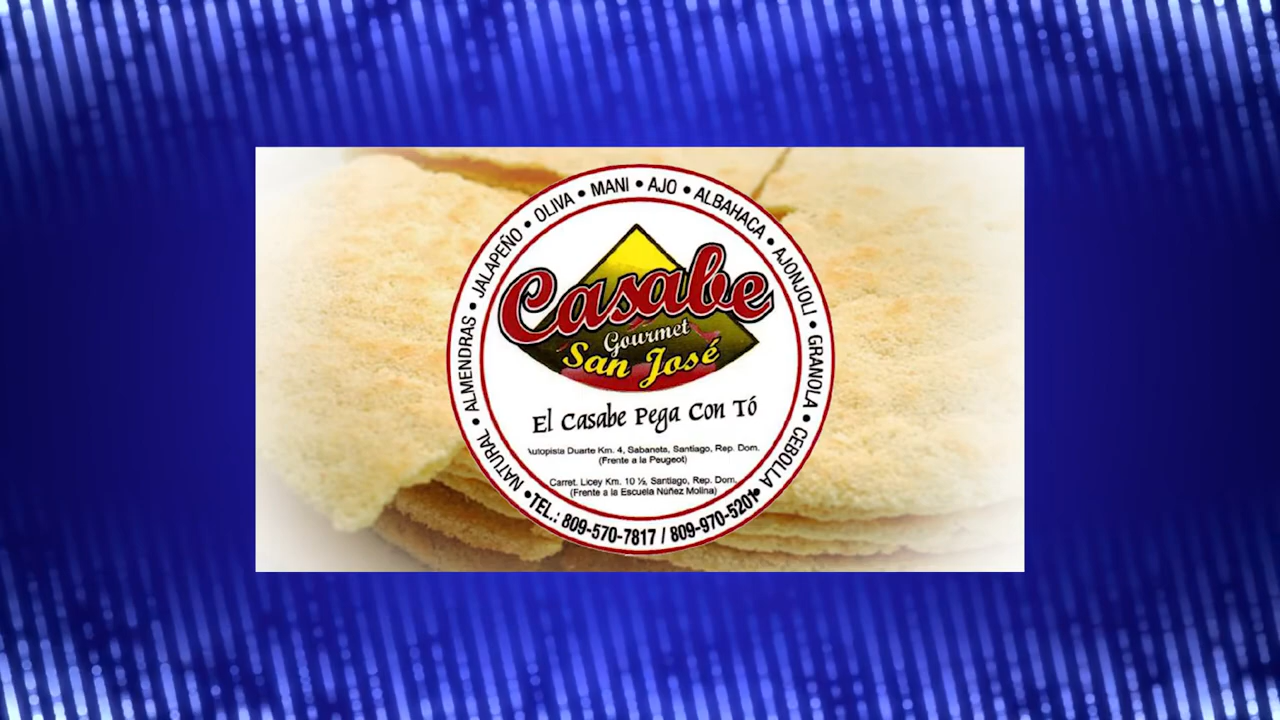 NATURAL • ALMENDRAS • JALAPEÑO • OLIVA • MANI • AJO • ALBAHACA • AJONJOLI • GRANOLA • CEBOLLA
Casabe
Gourmet
San José
El Casabe Pega Con Tó
Autopista Duarte Km. 4, Sabaneta, Santiago, Rep. Dom.
(Frente a la Peugeot)
Carret. Licey Km. 10 ½, Santiago, Rep. Dom.
(Frente a la Escuela Núñez Molina)
•TEL.: 809-570-7817 / 809-970-5201•